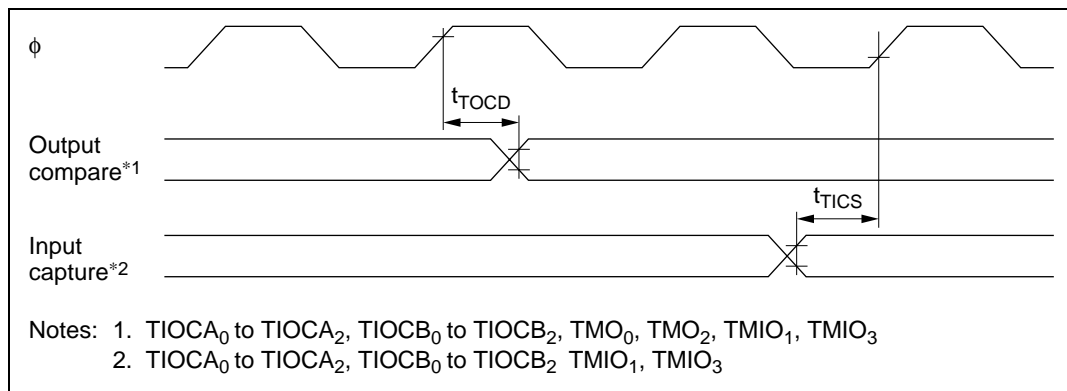 ϕ
tTOCD
Output
compare*1
tTICS
Input
capture*2
Notes: 1. TIOCA0 to TIOCA2, TIOCB0 to TIOCB2, TMO0, TMO2, TMIO1, TMIO3
2. TIOCA0 to TIOCA2, TIOCB0 to TIOCB2 TMIO1, TMIO3